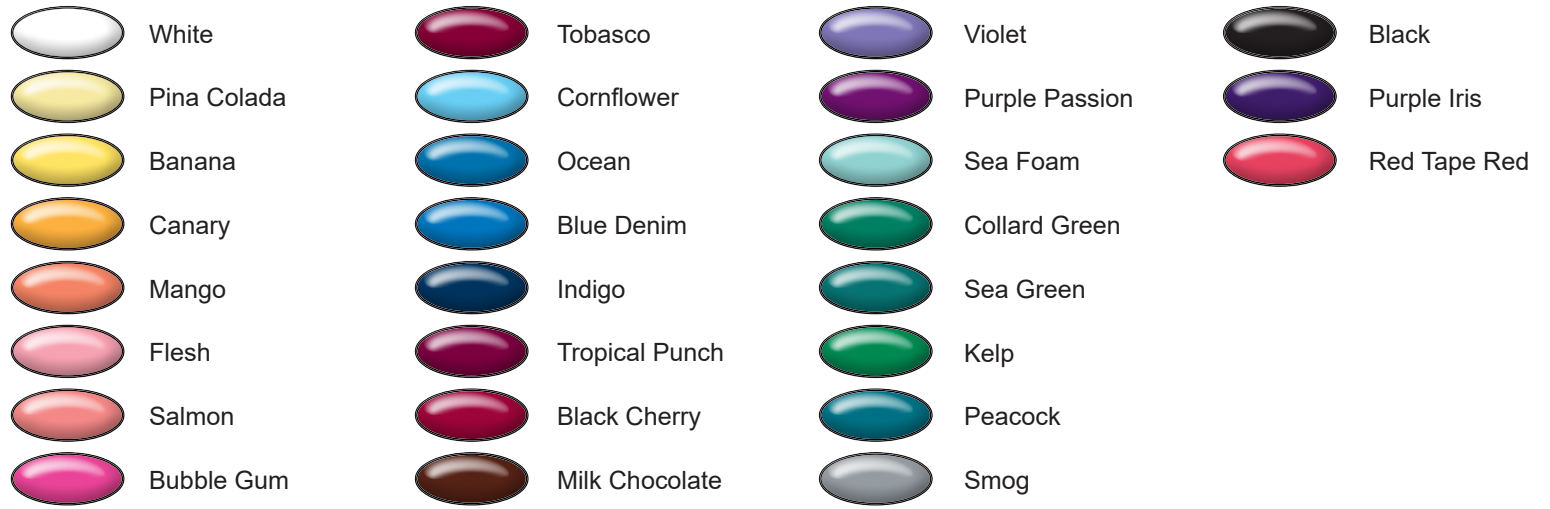 White
Pina Colada
Banana
Canary
Mango
Flesh
Salmon
Bubble Gum
Tobasco
Cornflower
Ocean
Blue Denim
Indigo
Tropical Punch
Black Cherry
Milk Chocolate
Violet
Purple Passion
Sea Foam
Collard Green
Sea Green
Kelp
Peacock
Smog
Black
Purple Iris
Red Tape Red